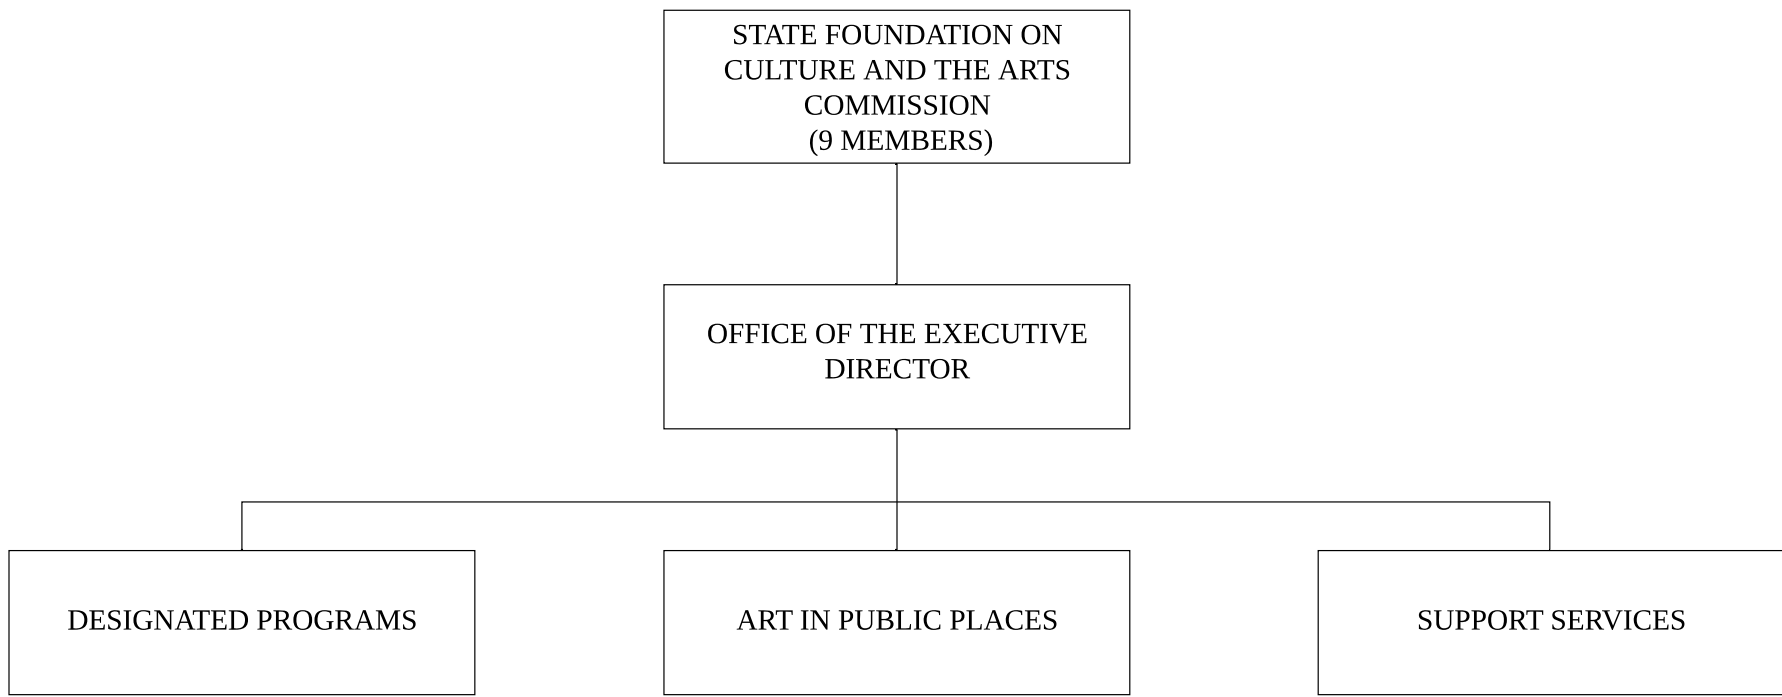 STATE FOUNDATION ON
CULTURE AND THE ARTS
COMMISSION
(9 MEMBERS)
OFFICE OF THE EXECUTIVE
DIRECTOR
DESIGNATED PROGRAMS
ART IN PUBLIC PLACES
SUPPORT SERVICES